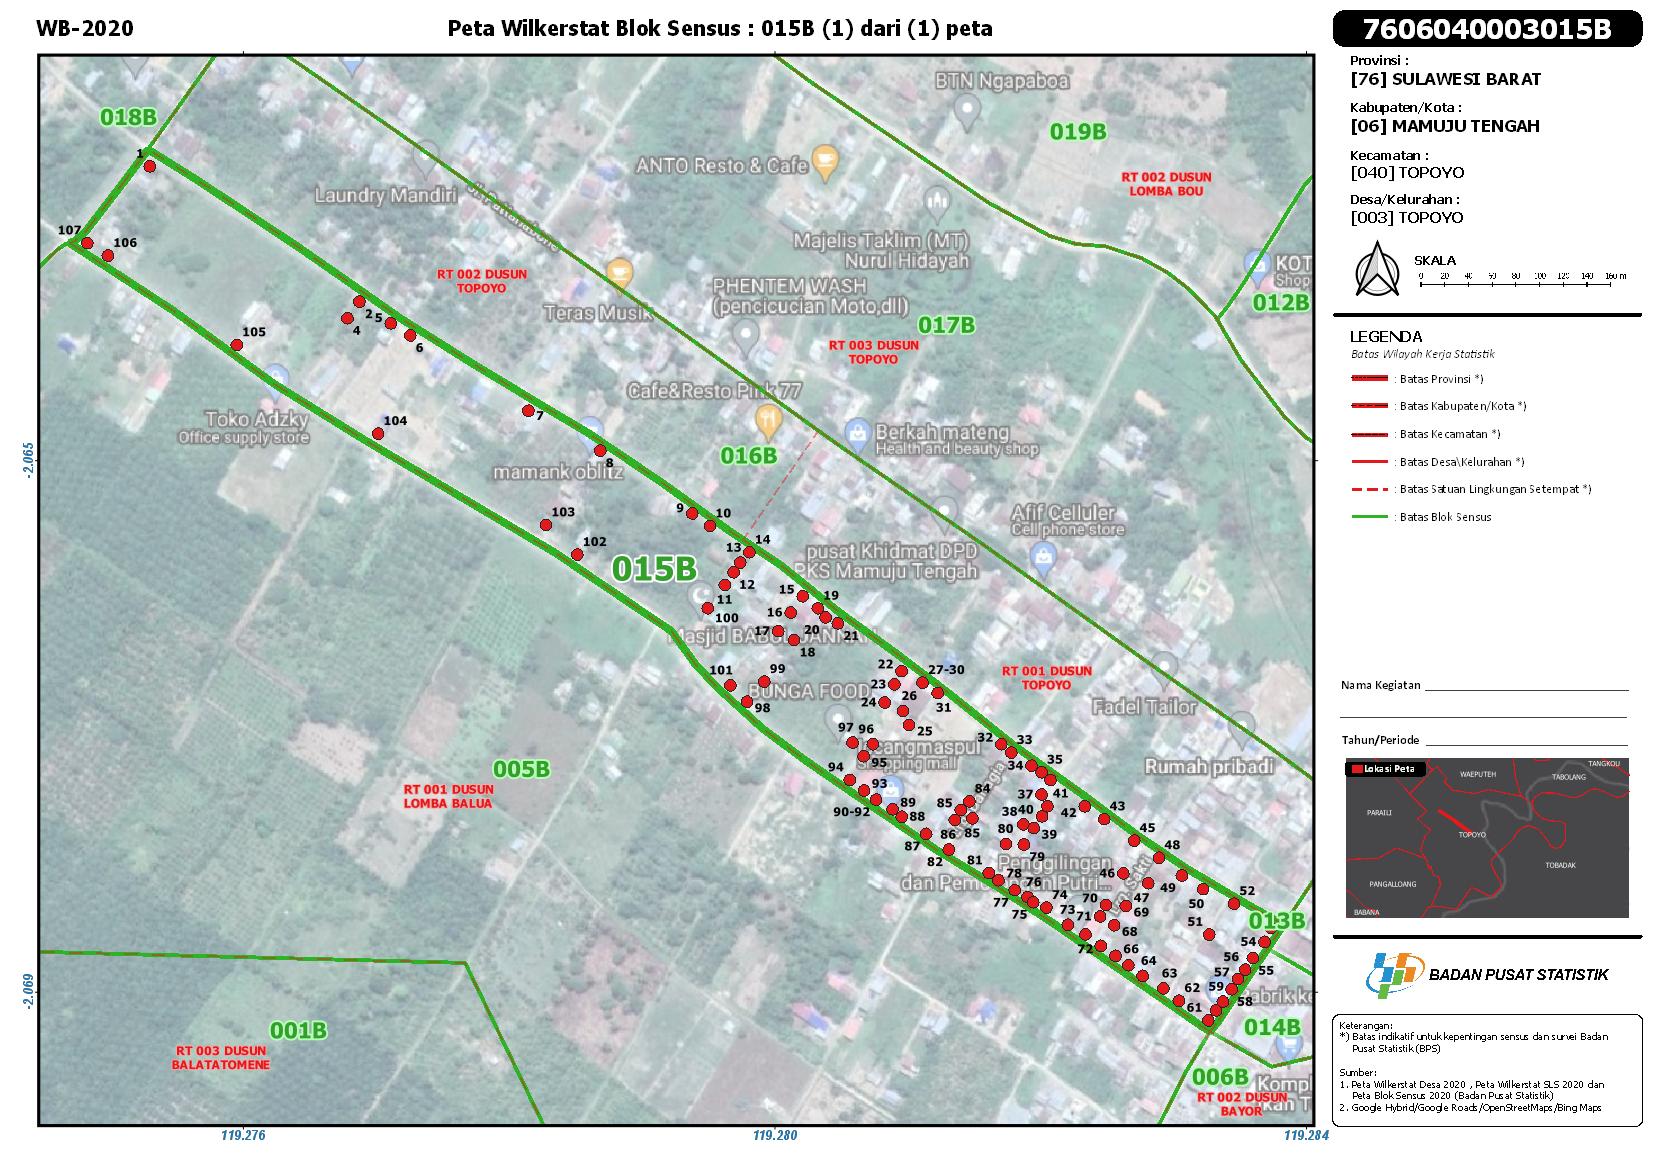 WB-2020
Peta Wilkerstat Blok Sensus : 015B (1) dari (1) peta
7606040003015B
Provinsi :
[76] SULAWESI BARAT
Kabupaten/Kota :
[06] MAMUJU TENGAH
Kecamatan :
[040] TOPOYO
Desa/Kelurahan :
[003] TOPOYO
SKALA
0 20 40 60 80 100 120 140 160 m
LEGENDA
Batas Wilayah Kerja Statistik
: Batas Provinsi *)
: Batas Kabupaten/Kota *)
: Batas Kecamatan *)
: Batas Desa\Kelurahan *)
: Batas Satuan Lingkungan Setempat *)
: Batas Blok Sensus
Nama Kegiatan
Tahun/Periode
Lokasi Peta
WAEPUTEH
TANGKOU
TABOLANG
PARAILI
TOPOYO
TOBADAK
PANGALLOANG
BABANA
BADAN PUSAT STATISTIK
Keterangan:
*) Batas indikatif untuk kepentingan sensus dan survei Badan
Pusat Statistik (BPS)
Sumber:
1. Peta Wilkerstat Desa 2020 , Peta Wilkerstat SLS 2020 dan
Peta Blok Sensus 2020 (Badan Pusat Statistik)
2. Google Hybrid/Google Roads/OpenStreetMaps/Bing Maps
018B
BTN Ngapaboa
019B
ANTO Resto & Cafe
RT 002 DUSUN
LOMBA BOU
Laundry Mandiri
1
107
106
RT 002 DUSUN
TOPOYO
Majelis Taklim (MT)
Nurul Hidayah
KOT
Shop
012B
PHENTEM WASH
(pencicucian Moto,dll)
Teras Musik
017B
RT 003 DUSUN
TOPOYO
2
4
5
6
105
Cafe&Resto Pink 77
Toko Adzky
Office supply store
104
7
8
Berkah mateng
Health and beauty shop
016B
mamank oblitz
9
10
103
102
Afif Celluler
Cell phone store
015B
13
14
pusat Khidmat DPD
PKS Mamuju Tengah
12
11
100
15
19
16
17
20
21
18
22
27-30
RT 001 DUSUN
TOPOYO
101
99
98
BUNGA FOOD
23
24
26
31
25
Fadel Tailor
97
96
95
94
93
32
33
34
35
Rumah pribadi
005B
RT 001 DUSUN
LOMBA BALUA
90-92
89
88
87
82
84
85
86
85
37
41
38
40
42
43
39
80
79
45
48
81
78
76
77
75
74
Penggilingan
46
49
50
52
47
70
69
71
73
68
72
66
64
63
62
61
51
013B
54
56
55
57
59
58
014B
006B
RT 002 DUSUN
BAYOR
001B
RT 003 DUSUN
BALATATOMENE
-2.065
-2.069
119.276
119.280
119.284